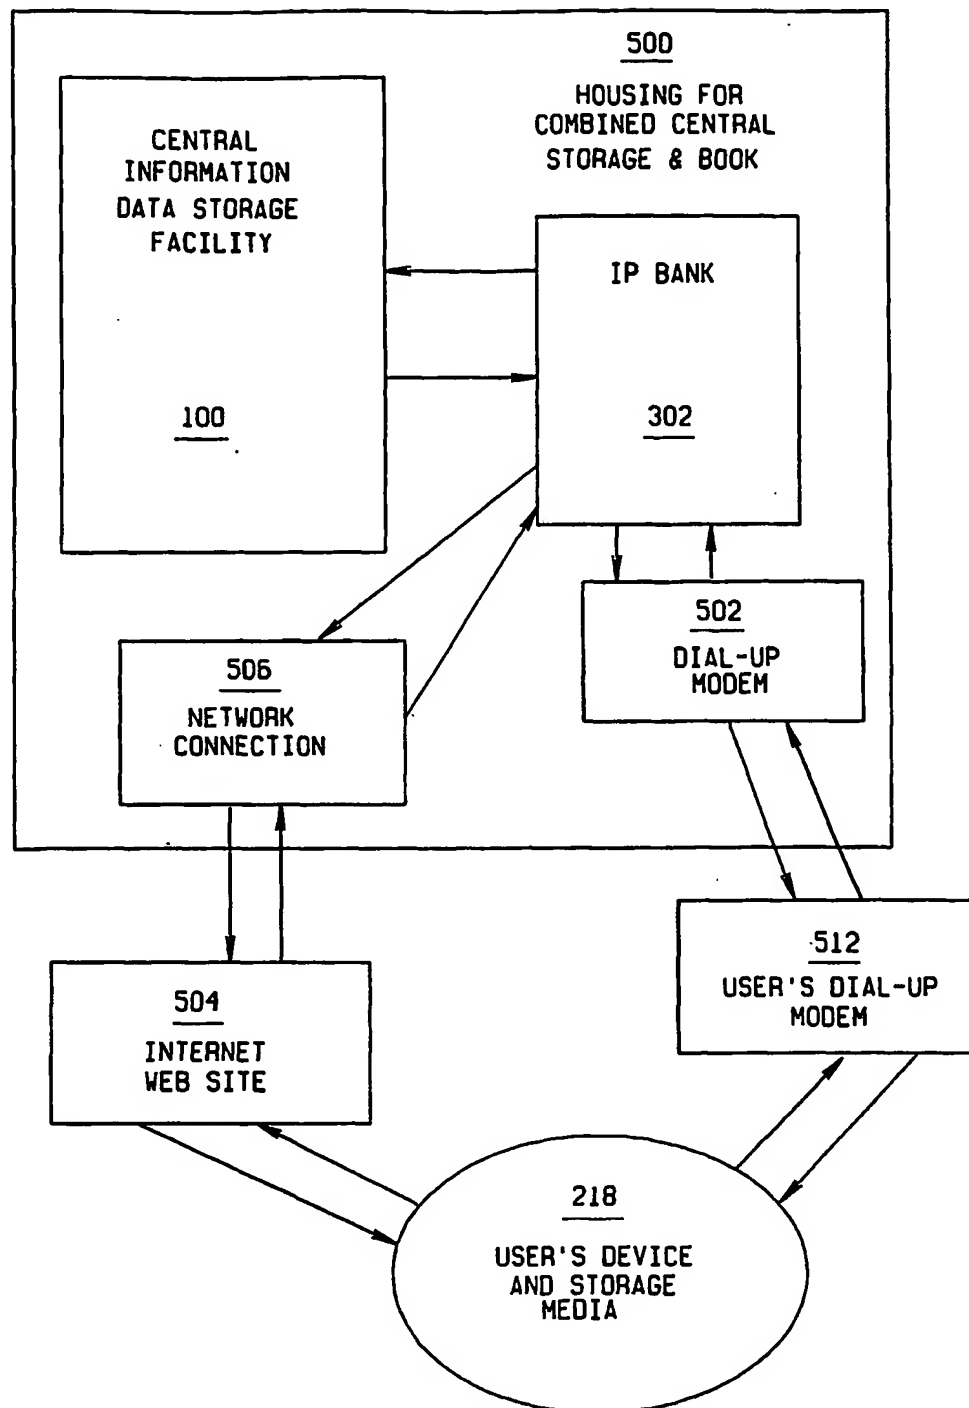 500
HOUSING FOR
COMBINED CENTRAL
STORAGE & BOOK
CENTRAL
INFORMATION
DATA STORAGE
FACILITY
100
IP BANK
302
502
DIAL-UP
MODEM
506
NETWORK
CONNECTION
512
USER'S DIAL-UP
MODEM
504
INTERNET
WEB SITE
218
USER'S DEVICE
AND STORAGE
MEDIA